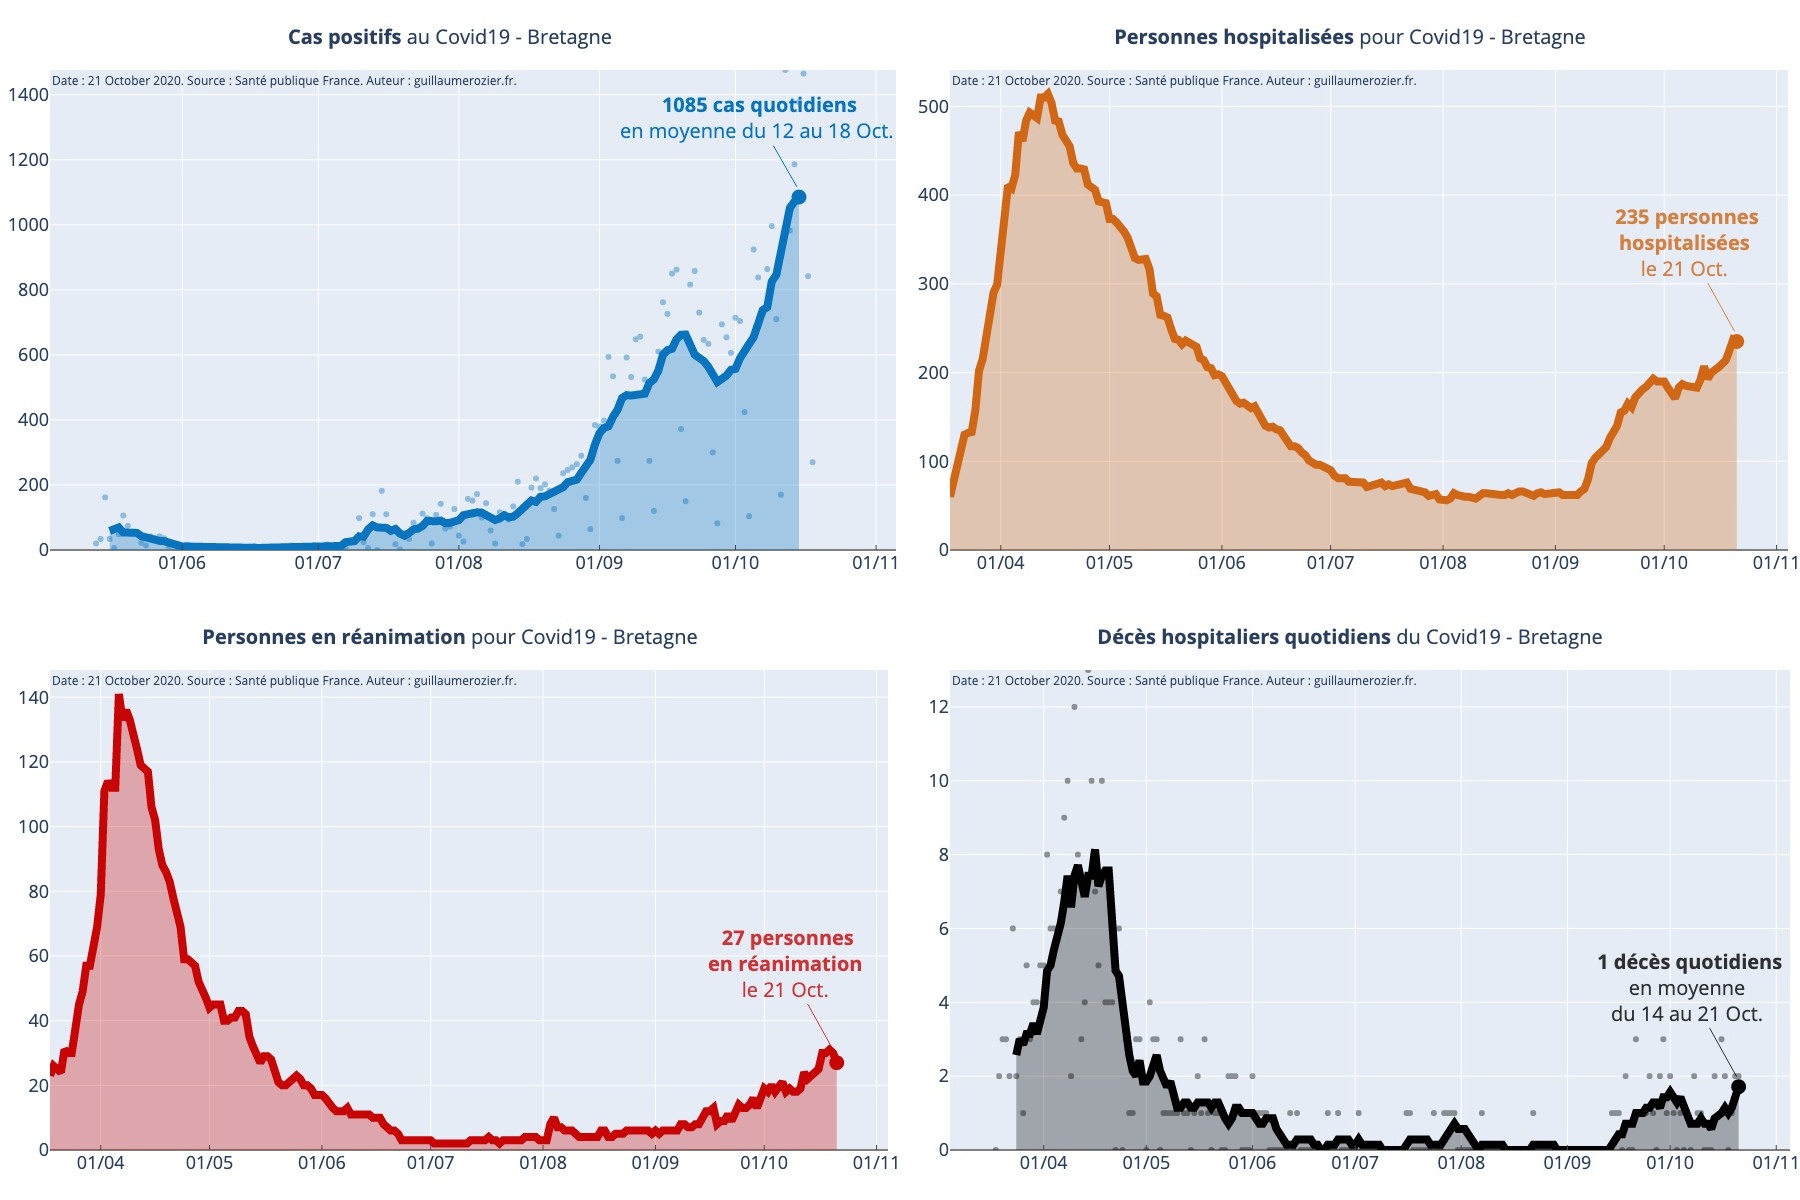 Cas positifs au Covid19 - Bretagne
Date : 21 October 2020. Source : Santé publique France. Auteur : guillaumerozier.fr.
1085 cas quotidiens
en moyenne du 12 au 18 Oct.
1400
1200
1000
800
600
400
200
0
01/06 01/07 01/08 01/09 01/10 01/11
Personnes hospitalisées pour Covid19 - Bretagne
Date : 21 October 2020. Source : Santé publique France. Auteur : guillaumerozier.fr.
235 personnes
hospitalisées
le 21 Oct.
500
400
300
200
100
0
01/04 01/05 01/06 01/07 01/08 01/09 01/10 01/11
Personnes en réanimation pour Covid19 - Bretagne
Date : 21 October 2020. Source : Santé publique France. Auteur : guillaumerozier.fr.
27 personnes
en réanimation
le 21 Oct.
140
120
100
80
60
40
20
0
01/04 01/05 01/06 01/07 01/08 01/09 01/10 01/11
Décès hospitaliers quotidiens du Covid19 - Bretagne
Date : 21 October 2020. Source : Santé publique France. Auteur : guillaumerozier.fr.
1 décès quotidiens
en moyenne
du 14 au 21 Oct.
12
10
8
6
4
2
0
01/04 01/05 01/06 01/07 01/08 01/09 01/10 01/11